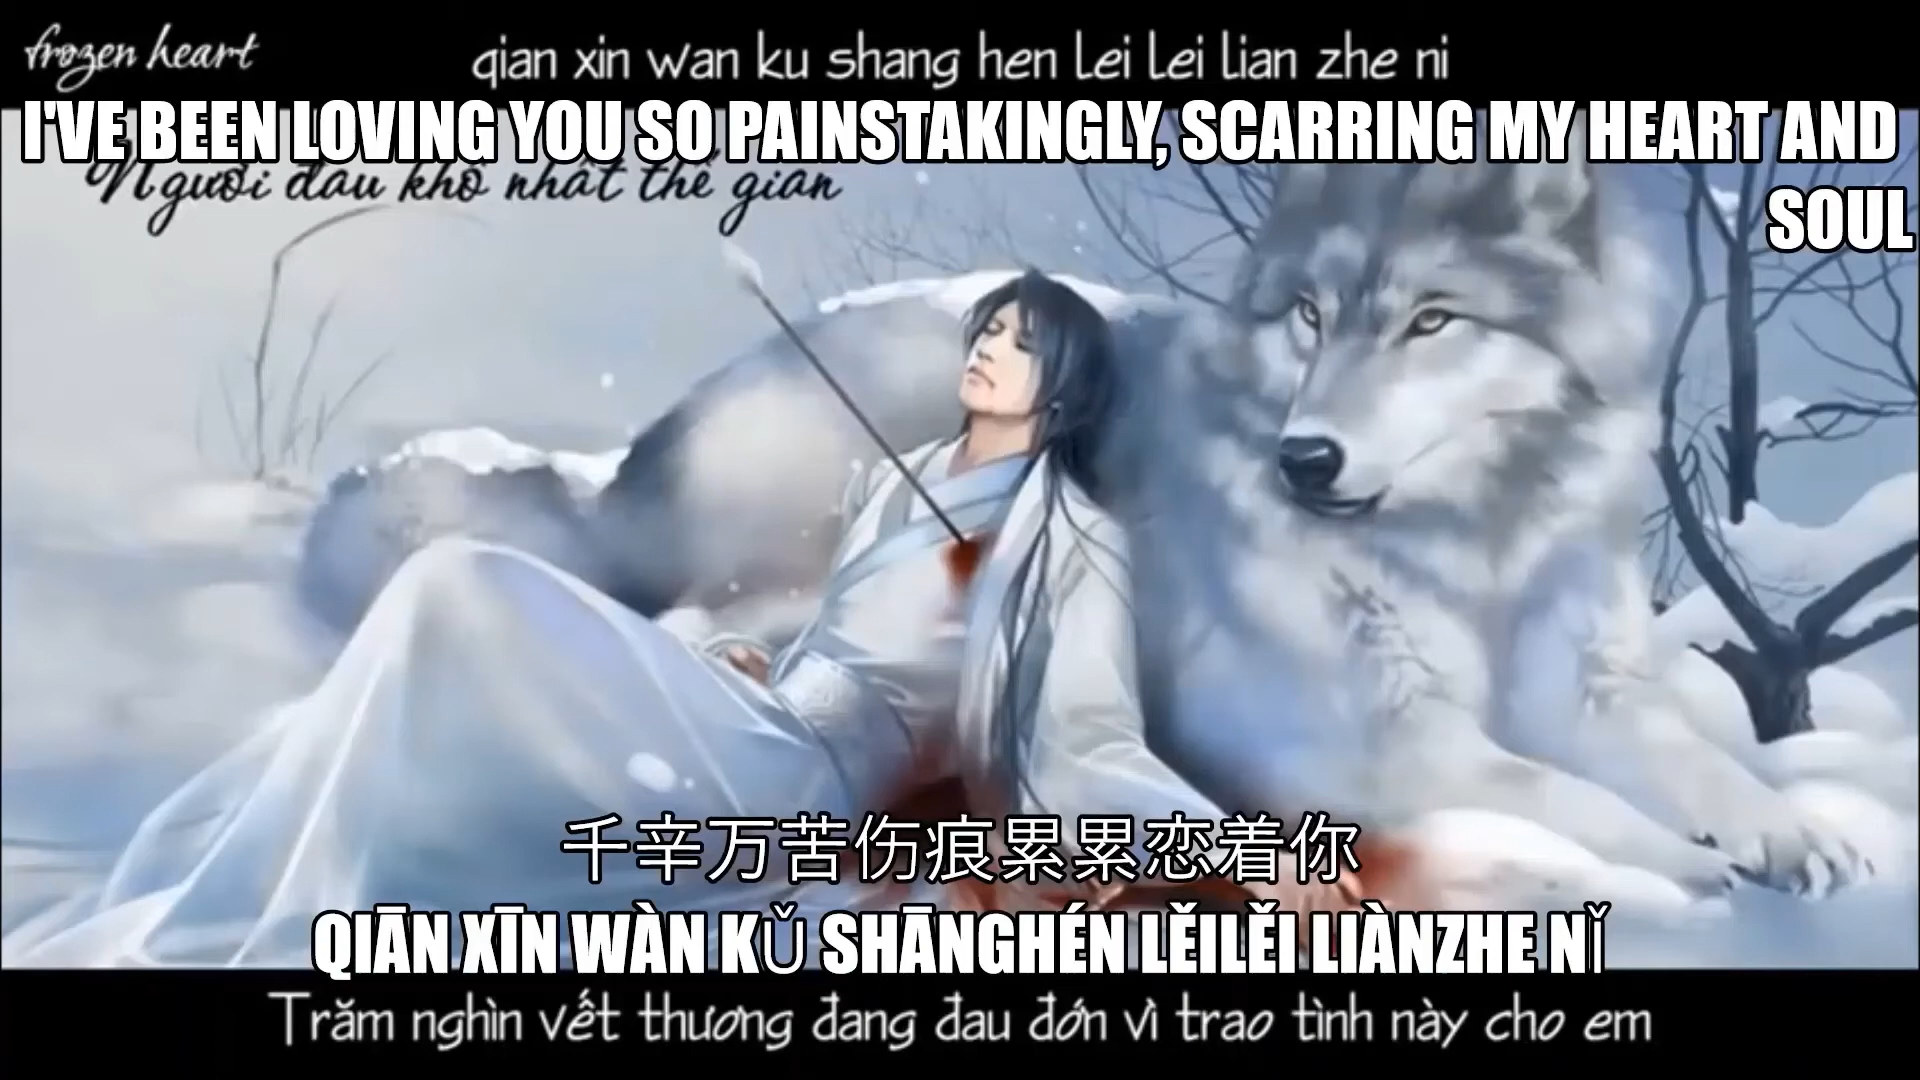 frozen heart
qian xin wan ku shang hen lei lei lian zhe ni
I'VE BEEN LOVING YOU SO PAINSTAKINGLY, SCARRING MY HEART AND
SOUL
Người đau khổ nhất thế gian
千辛万苦伤痕累累恋着你
QIĀN XĪN WÀN KǓ SHĀNGHÉN LĚILĚI LIÀNZHE NǏ
Trăm nghìn vết thương đang đau đớn vì trao tình này cho em